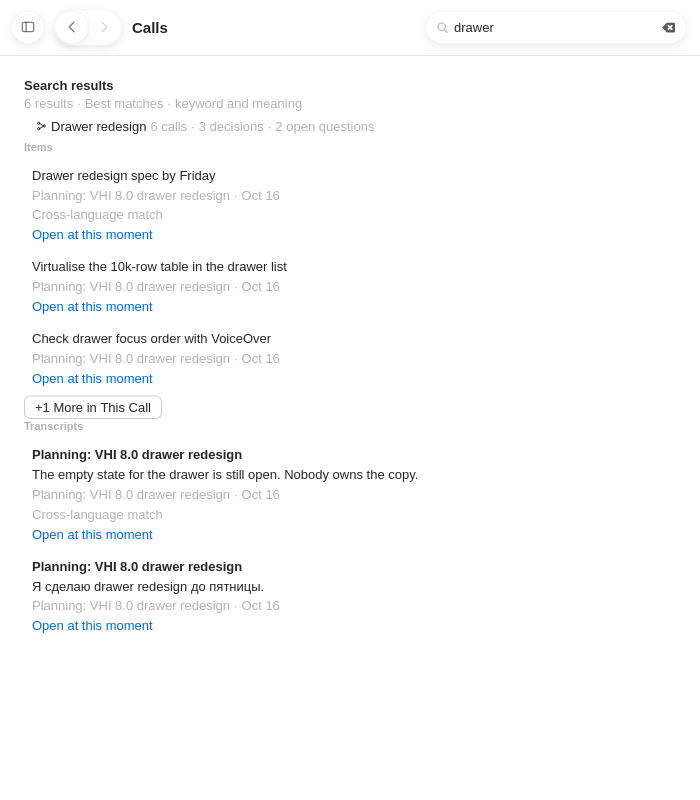 Calls
drawer
Search results
6 results · Best matches · keyword and meaning
Drawer redesign 6 calls · 3 decisions · 2 open questions
Items
Drawer redesign spec by Friday
Planning: VHI 8.0 drawer redesign · Oct 16
Cross-language match
Open at this moment
Virtualise the 10k-row table in the drawer list
Planning: VHI 8.0 drawer redesign · Oct 16
Open at this moment
Check drawer focus order with VoiceOver
Planning: VHI 8.0 drawer redesign · Oct 16
Open at this moment
+1 More in This Call
Transcripts
Planning: VHI 8.0 drawer redesign
The empty state for the drawer is still open. Nobody owns the copy.
Planning: VHI 8.0 drawer redesign · Oct 16
Cross-language match
Open at this moment
Planning: VHI 8.0 drawer redesign
Я сделаю drawer redesign до пятницы.
Planning: VHI 8.0 drawer redesign · Oct 16
Open at this moment